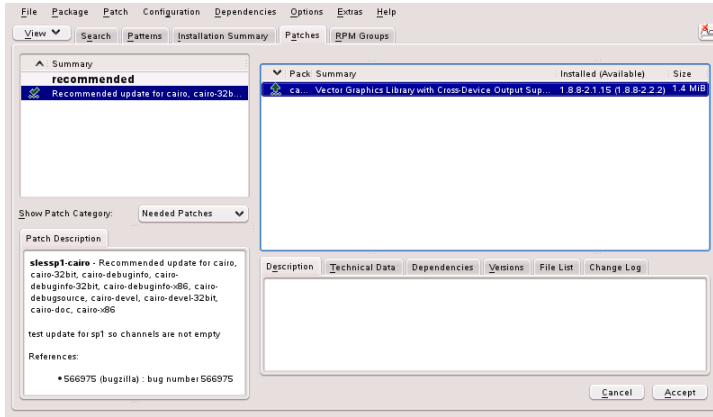 File Package Patch Configuration Dependencies Options Extras Help
View Search Patterns Installation Summary Patches RPM Groups
Summary
recommended
Recommended update for cairo, cairo-32b...
Pack Summary Installed (Available) Size
ca... Vector Graphics Library with Cross-Device Output Sup... 1.8.8-2.1.15 (1.8.8-2.2.2) 1.4 MiB
Show Patch Category: Needed Patches
Patch Description
slessp1-cairo - Recommended update for cairo,
cairo-32bit, cairo-debuginfo, cairo-
debuginfo-32bit, cairo-debuginfo-x86, cairo-
debugsource, cairo-devel, cairo-devel-32bit,
cairo-doc, cairo-x86
test update for sp1 so channels are not empty
References:
• 566975 (bugzilla) : bug number 566975
Description Technical Data Dependencies Versions File List Change Log
Cancel Accept